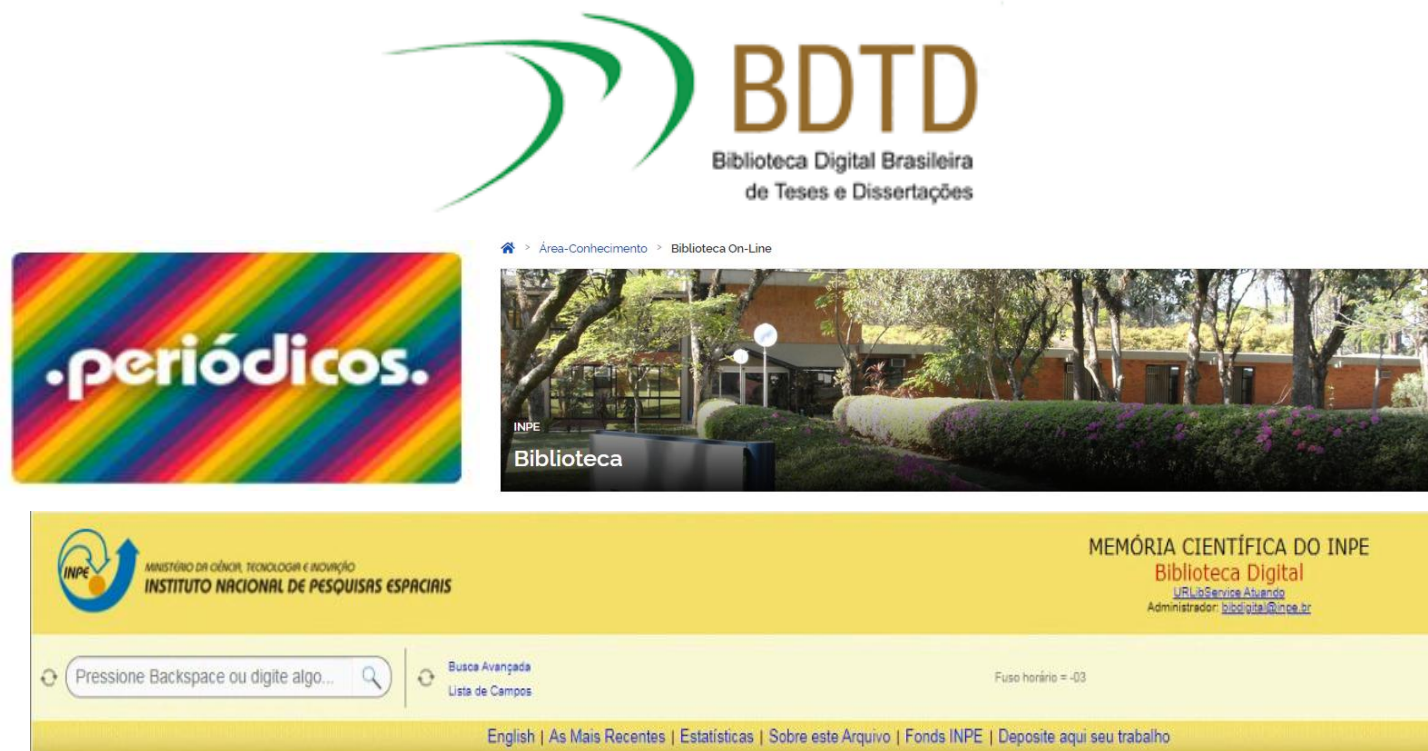 BDTD
Biblioteca Digital Brasileira
de Teses e Dissertações
Área-Conhecimento > Biblioteca On-Line
.periódicos.
INPE
Biblioteca
INPE
MINISTÉRIO DA CIÊNCIA, TECNOLOGIA E INOVAÇÃO
INSTITUTO NACIONAL DE PESQUISAS ESPACIAIS
MEMÓRIA CIENTÍFICA DO INPE
Biblioteca Digital
URLibService Atuando
Administrador: bibdigital@inpe.br
Pressione Backspace ou digite algo...
Busca Avançada
Lista de Campos
Fuso horário = -03
English | As Mais Recentes | Estatísticas | Sobre este Arquivo | Fonds INPE | Deposite aqui seu trabalho